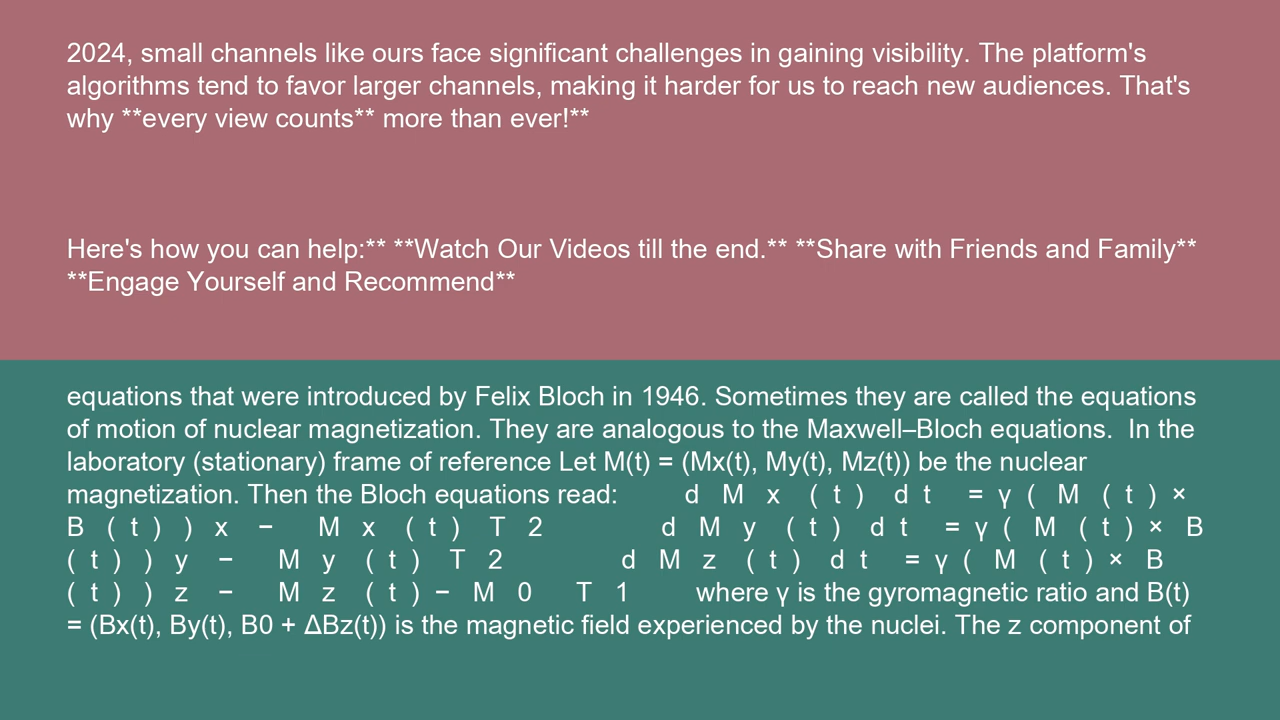 2024, small channels like ours face significant challenges in gaining visibility. The platform's
algorithms tend to favor larger channels, making it harder for us to reach new audiences. That's
why **every view counts** more than ever!**
Here's how you can help:** **Watch Our Videos till the end.** **Share with Friends and Family**
**Engage Yourself and Recommend**
equations that were introduced by Felix Bloch in 1946. Sometimes they are called the equations
of motion of nuclear magnetization. They are analogous to the Maxwell–Bloch equations.  In the
laboratory (stationary) frame of reference Let M(t) = (Mx(t), My(t), Mz(t)) be the nuclear
magnetization. Then the Bloch equations read: d M x ( t ) d t = γ ( M ( t ) ×
B ( t ) ) x − M x ( t ) T 2 d M y ( t ) d t = γ ( M ( t ) × B
( t ) ) y − M y ( t ) T 2 d M z ( t ) d t = γ ( M ( t ) × B
( t ) ) z − M z ( t ) − M 0 T 1 where γ is the gyromagnetic ratio and B(t)
= (Bx(t), By(t), B0 + ΔBz(t)) is the magnetic field experienced by the nuclei. The z component of